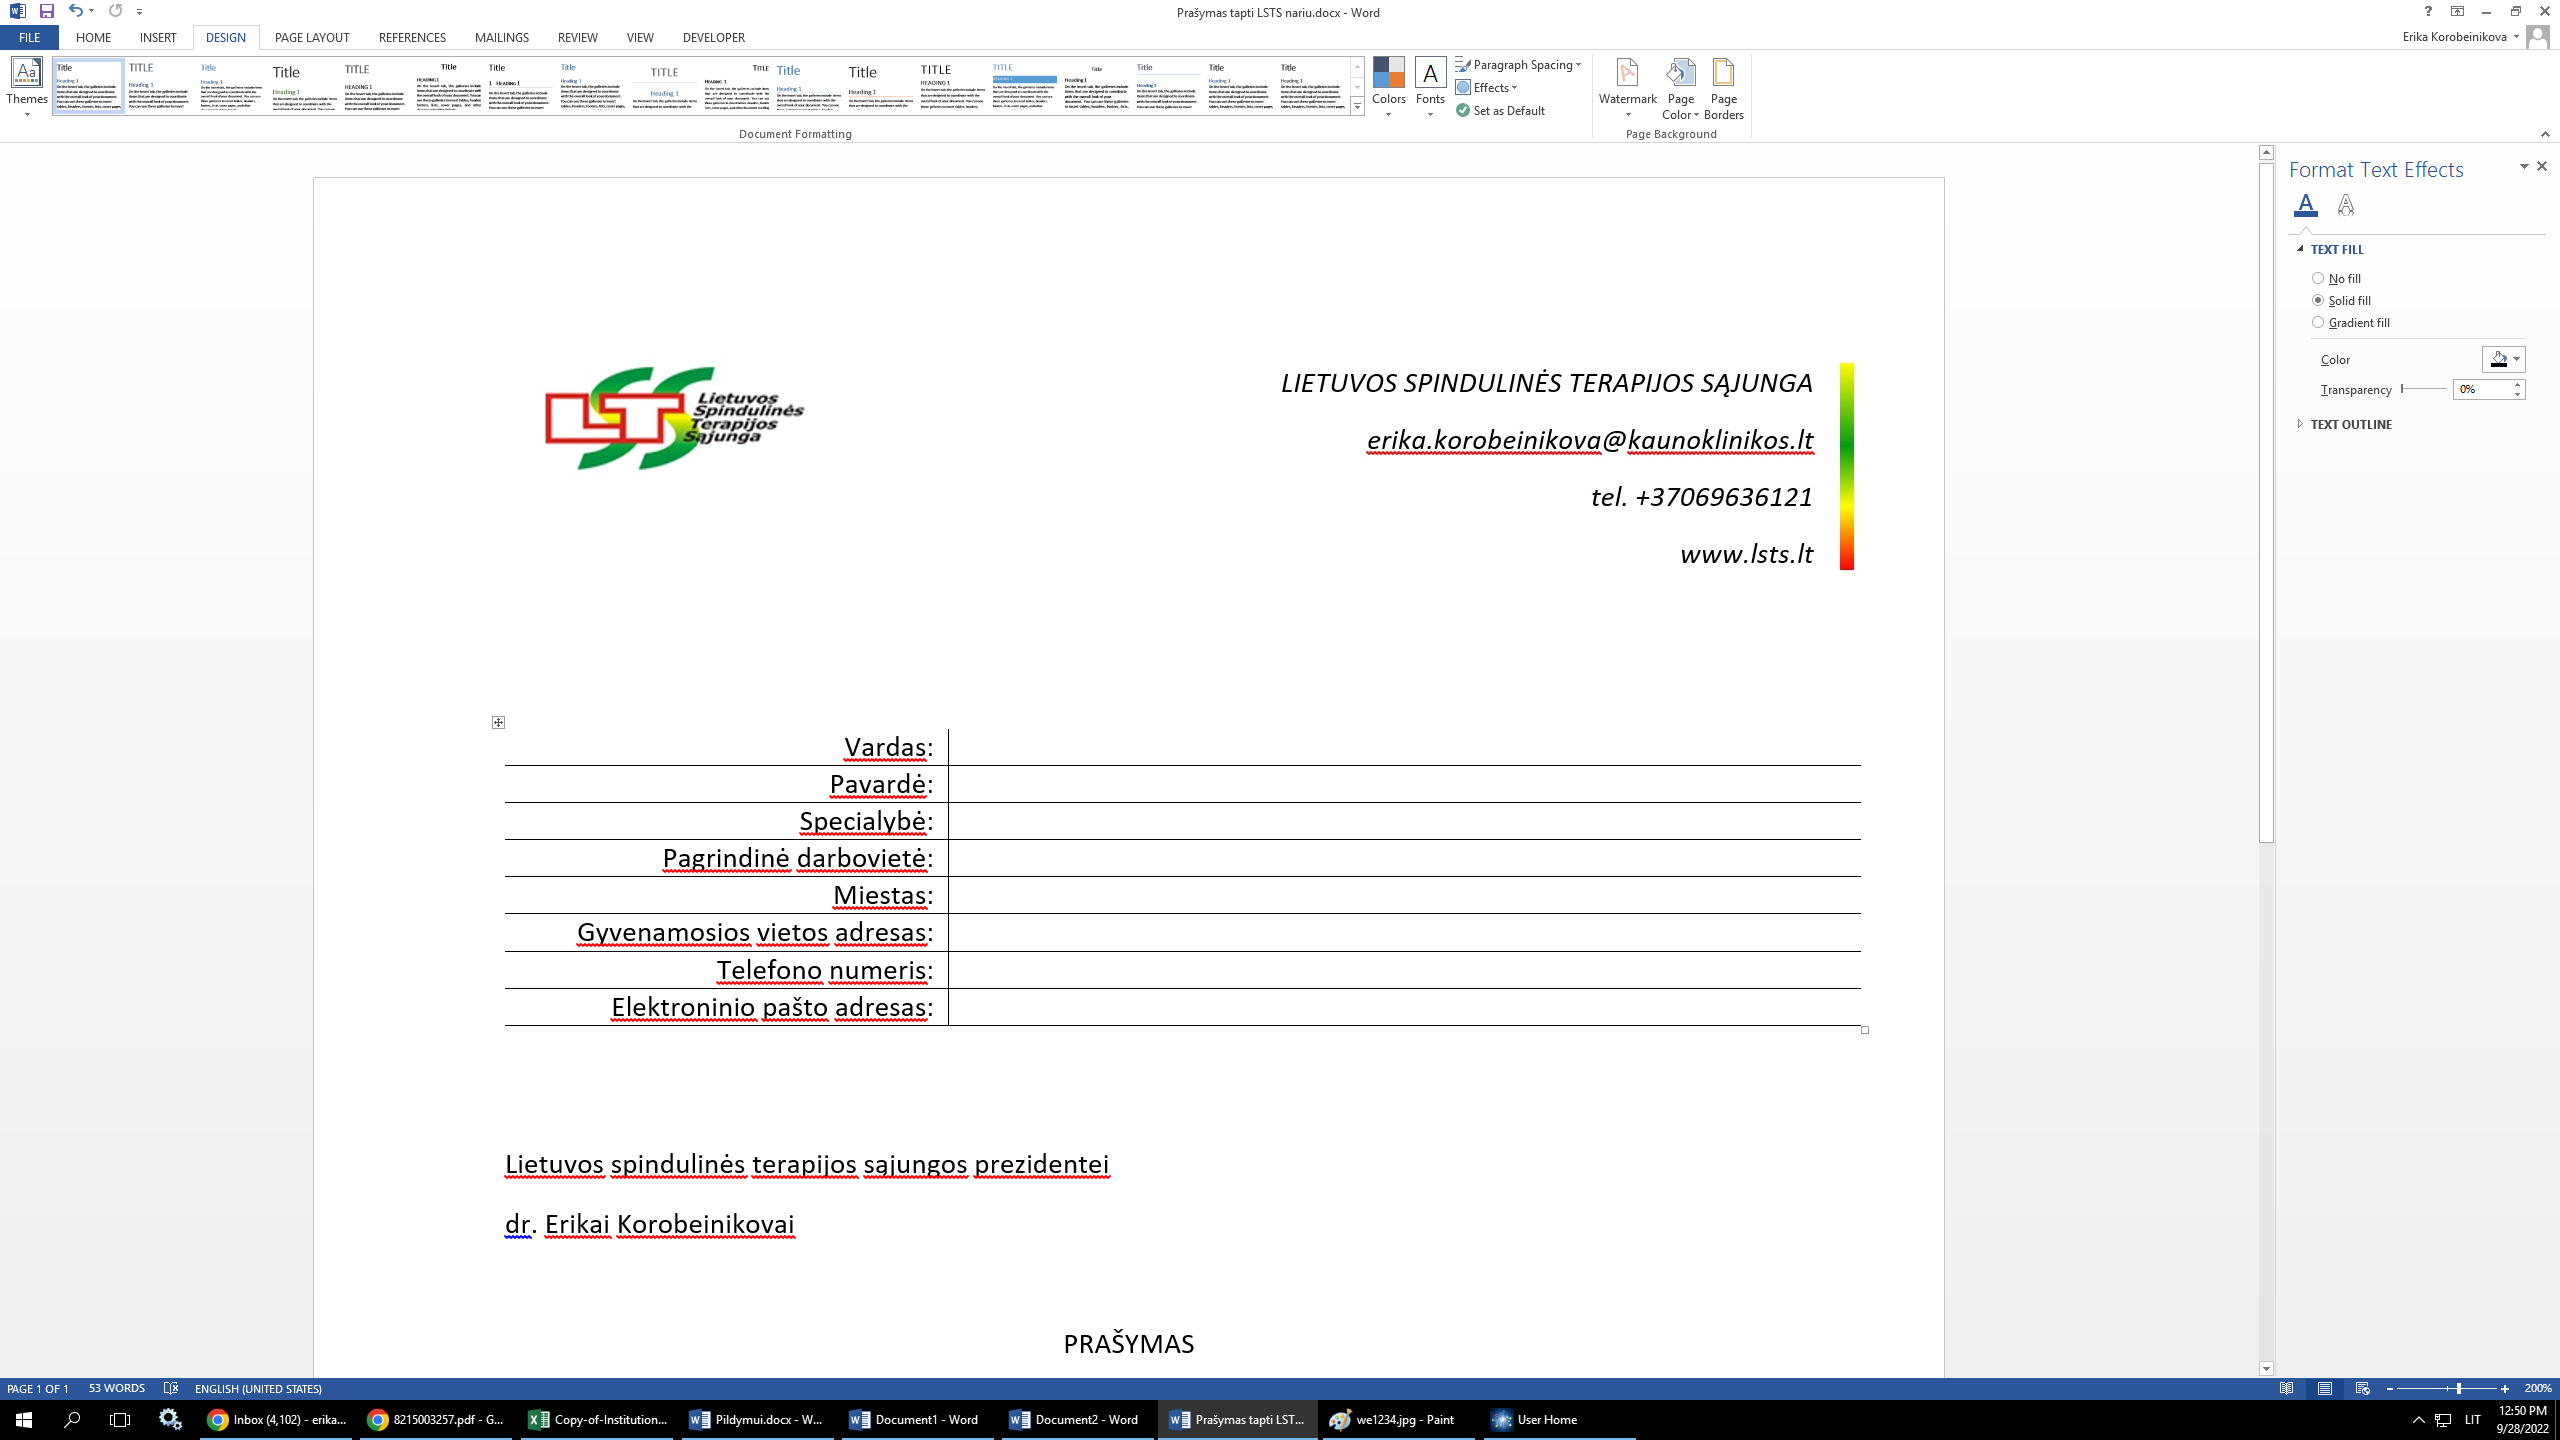 Prašymas tapti LSTS nariu.docx - Word
FILE HOME INSERT DESIGN PAGE LAYOUT REFERENCES MAILINGS REVIEW VIEW DEVELOPER
Erika Korobeinikova
Themes
Colors
Fonts
Paragraph Spacing
Effects
Set as Default
Watermark
Page Color
Page Borders
Document Formatting
Page Background
Format Text Effects
TEXT FILL
No fill
Solid fill
Gradient fill
Color
Transparency 0%
TEXT OUTLINE
Lietuvos
Spindulinės
Terapijos
Sąjunga
LIETUVOS SPINDULINĖS TERAPIJOS SĄJUNGA
erika.korobeinikova@kaunoklinikos.lt
tel. +37069636121
www.lsts.lt
Vardas:
Pavardė:
Specialybė:
Pagrindinė darbovietė:
Miestas:
Gyvenamosios vietos adresas:
Telefono numeris:
Elektroninio pašto adresas:
Lietuvos spindulinės terapijos sąjungos prezidentei
dr. Erikai Korobeinikovai
PRAŠYMAS
PAGE 1 OF 1 53 WORDS ENGLISH (UNITED STATES) 200%
Inbox (4,102) - erika... 8215003257.pdf - G... Copy-of-Institution... Pildymui.docx - W... Document1 - Word Document2 - Word Prašymas tapti LST... we1234.jpg - Paint User Home LIT
12:50 PM
9/28/2022